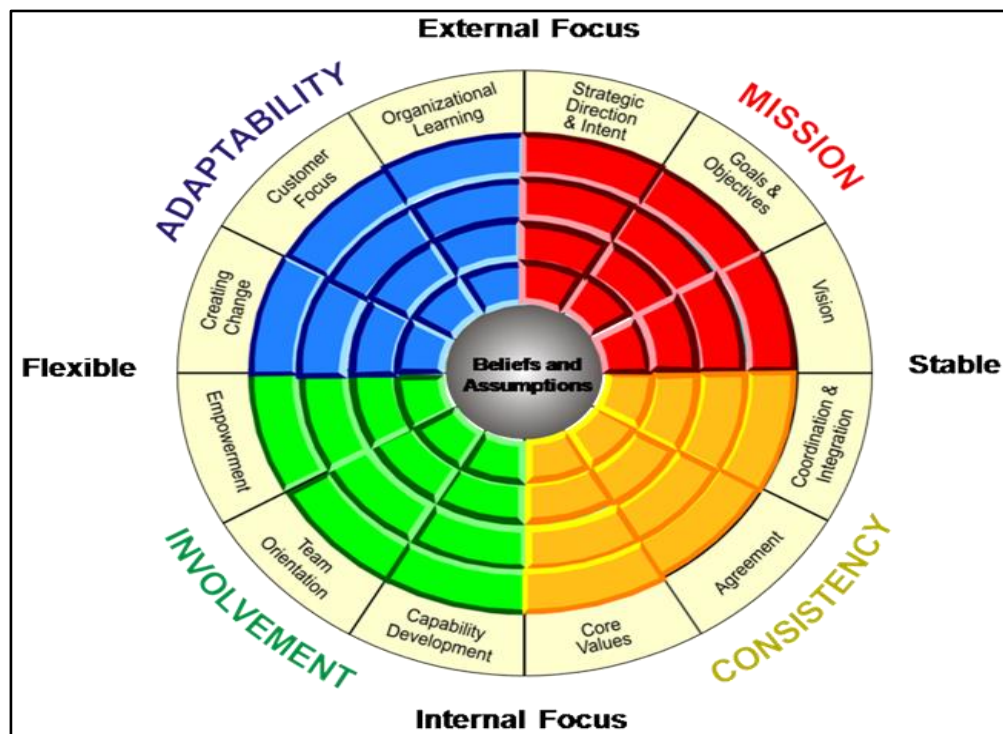 External Focus
ADAPTABILITY
MISSION
Organizational
Learning
Strategic
Direction
& Intent
Customer
Focus
Goals &
Objectives
Creating
Change
Vision
Flexible
Beliefs and
Assumptions
Stable
Empowerment
Coordination &
Integration
Team
Orientation
Agreement
Capability
Development
Core
Values
INVOLVEMENT
CONSISTENCY
Internal Focus